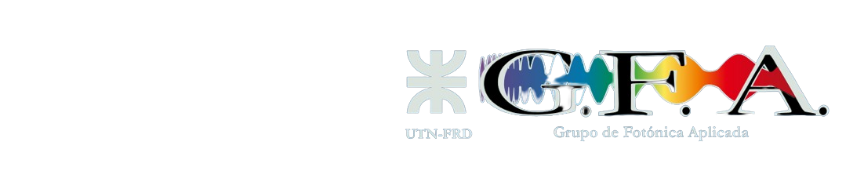 G.F.A.
UTN-FRD
Grupo de Fotónica Aplicada